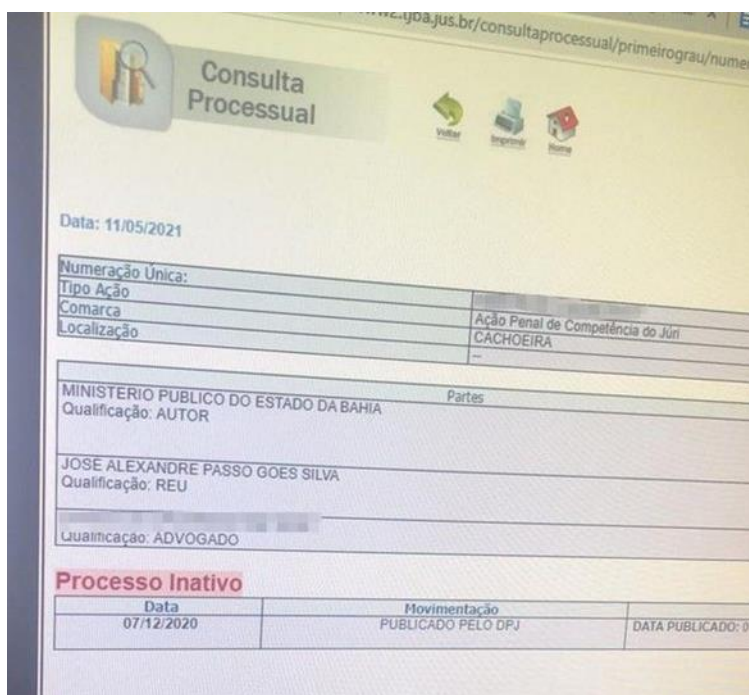 .tjba.jus.br/consultaprocessual/primeirograu/nume
Consulta
Processual
Voltar
Imprimir
Home
Data: 11/05/2021
Numeração Única:
Tipo Ação
Ação Penal de Competência do Júri
Comarca
CACHOEIRA
Localização
--
Partes
MINISTERIO PUBLICO DO ESTADO DA BAHIA
Qualificação: AUTOR
JOSE ALEXANDRE PASSO GOES SILVA
Qualificação: REU
Qualificação: ADVOGADO
Processo Inativo
Data
Movimentação
07/12/2020
PUBLICADO PELO DPJ
DATA PUBLICADO: 0